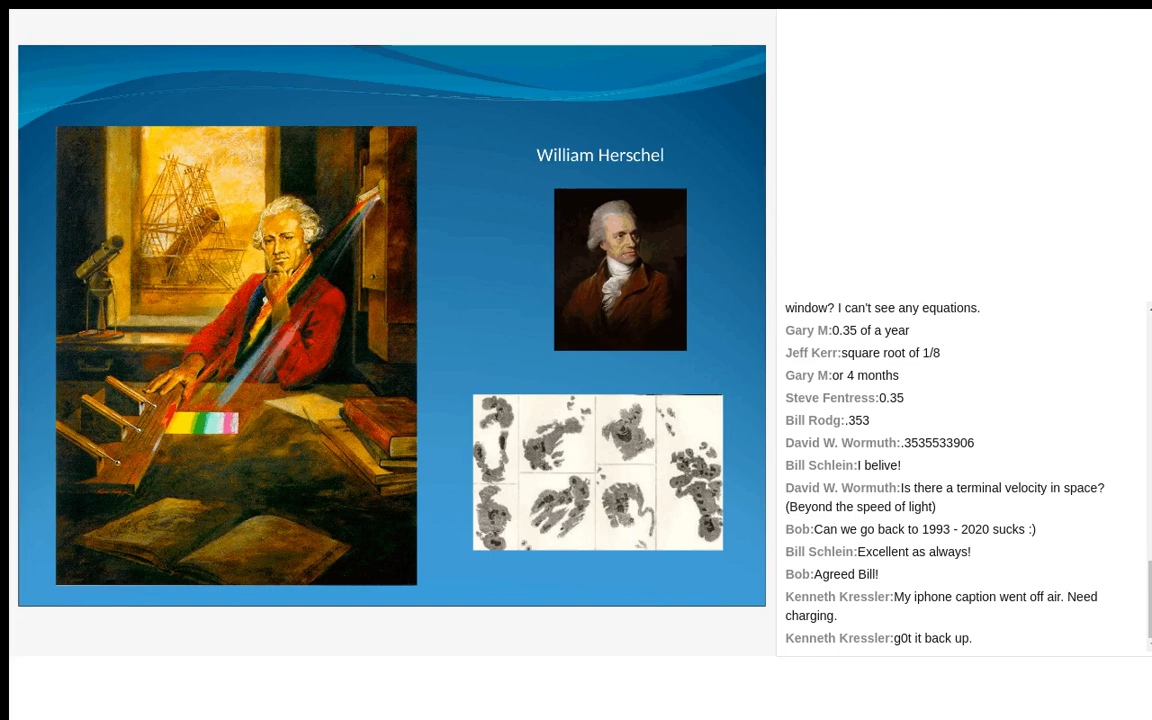 William Herschel
window? I can't see any equations.
Gary M:0.35 of a year
Jeff Kerr:square root of 1/8
Gary M:or 4 months
Steve Fentress:0.35
Bill Rodg:.353
David W. Wormuth:.3535533906
Bill Schlein:I belive!
David W. Wormuth:Is there a terminal velocity in space?
(Beyond the speed of light)
Bob:Can we go back to 1993 - 2020 sucks :)
Bill Schlein:Excellent as always!
Bob:Agreed Bill!
Kenneth Kressler:My iphone caption went off air. Need
charging.
Kenneth Kressler:g0t it back up.